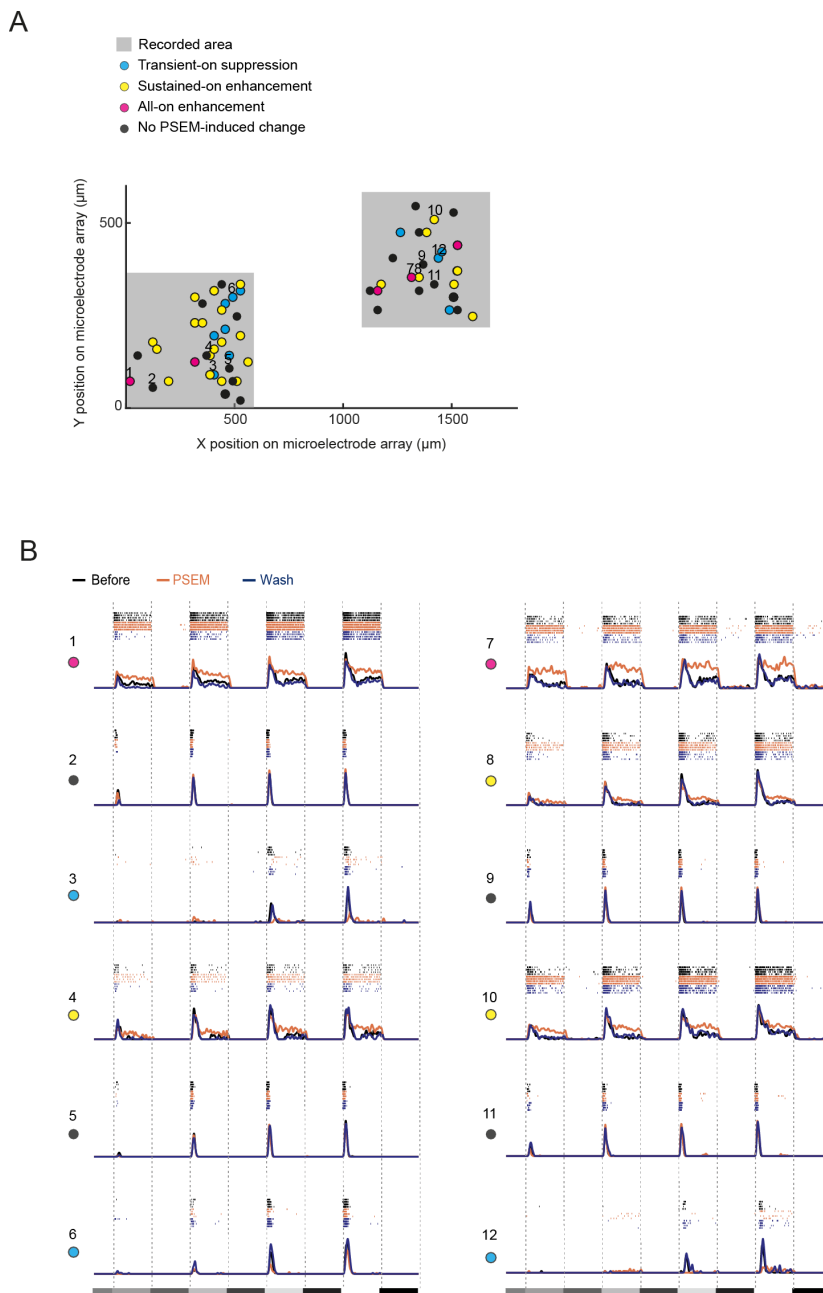 A
Recorded area
Transient-on suppression
Sustained-on enhancement
All-on enhancement
No PSEM-induced change
Y position on microelectrode array (µm)
500
0
10
9
12
78
11
6
4
5
3
1
2
500
1000
1500
X position on microelectrode array (µm)
B
Before
PSEM
Wash
1
7
2
8
3
9
4
10
5
11
6
12